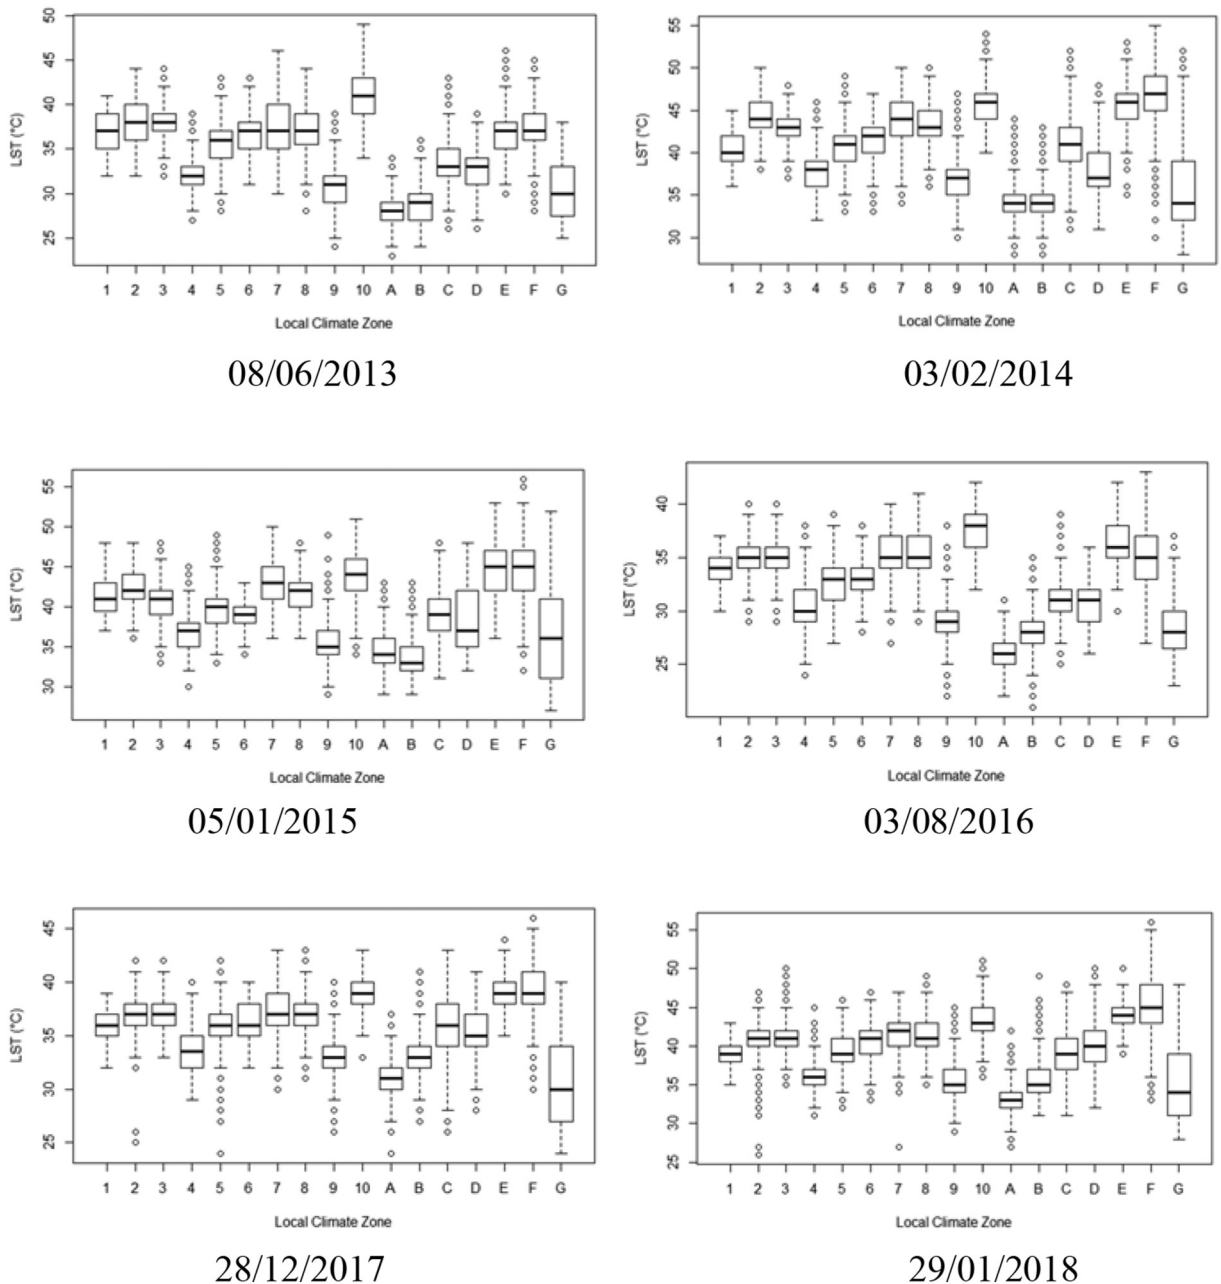 50
45
40
35
30
25
LST (°C)
1 2 3 4 5 6 7 8 9 10 A B C D E F G
Local Climate Zone
08/06/2013
55
50
45
40
35
30
LST (°C)
1 2 3 4 5 6 7 8 9 10 A B C D E F G
Local Climate Zone
03/02/2014
55
50
45
40
35
30
LST (°C)
1 2 3 4 5 6 7 8 9 10 A B C D E F G
Local Climate Zone
05/01/2015
40
35
30
25
LST (°C)
1 2 3 4 5 6 7 8 9 10 A B C D E F G
Local Climate Zone
03/08/2016
45
40
35
30
25
LST (°C)
1 2 3 4 5 6 7 8 9 10 A B C D E F G
Local Climate Zone
28/12/2017
55
50
45
40
35
30
25
LST (°C)
1 2 3 4 5 6 7 8 9 10 A B C D E F G
Local Climate Zone
29/01/2018